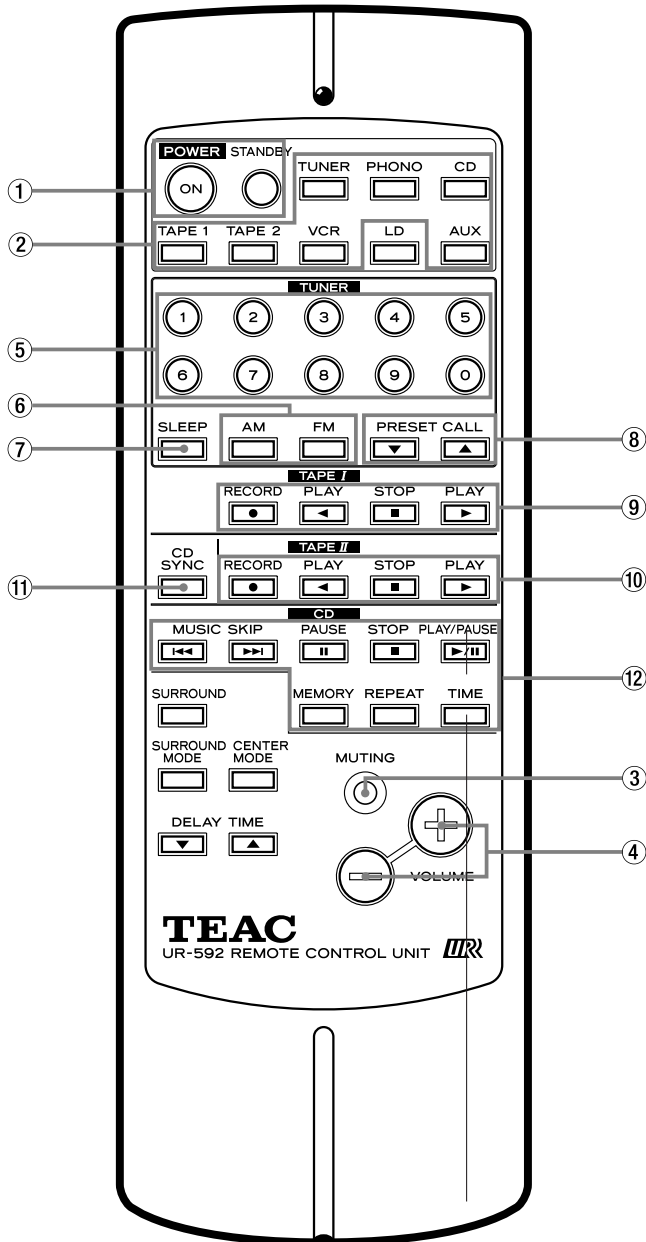 POWER STANDBY
ON
TUNER PHONO CD
①
②
TAPE 1 TAPE 2 VCR LD AUX
TUNER
1 2 3 4 5
⑤
6 7 8 9 0
⑥
SLEEP AM FM PRESET CALL
⑦ ⑧
TAPE I
RECORD PLAY STOP PLAY
⑨
TAPE II
CD SYNC
RECORD PLAY STOP PLAY
⑪ ⑩
CD
MUSIC SKIP PAUSE STOP PLAY/PAUSE
⑫
SURROUND MEMORY REPEAT TIME
SURROUND MODE CENTER MODE
MUTING
③
DELAY TIME
④
VOLUME
TEAC
UR-592 REMOTE CONTROL UNIT UR